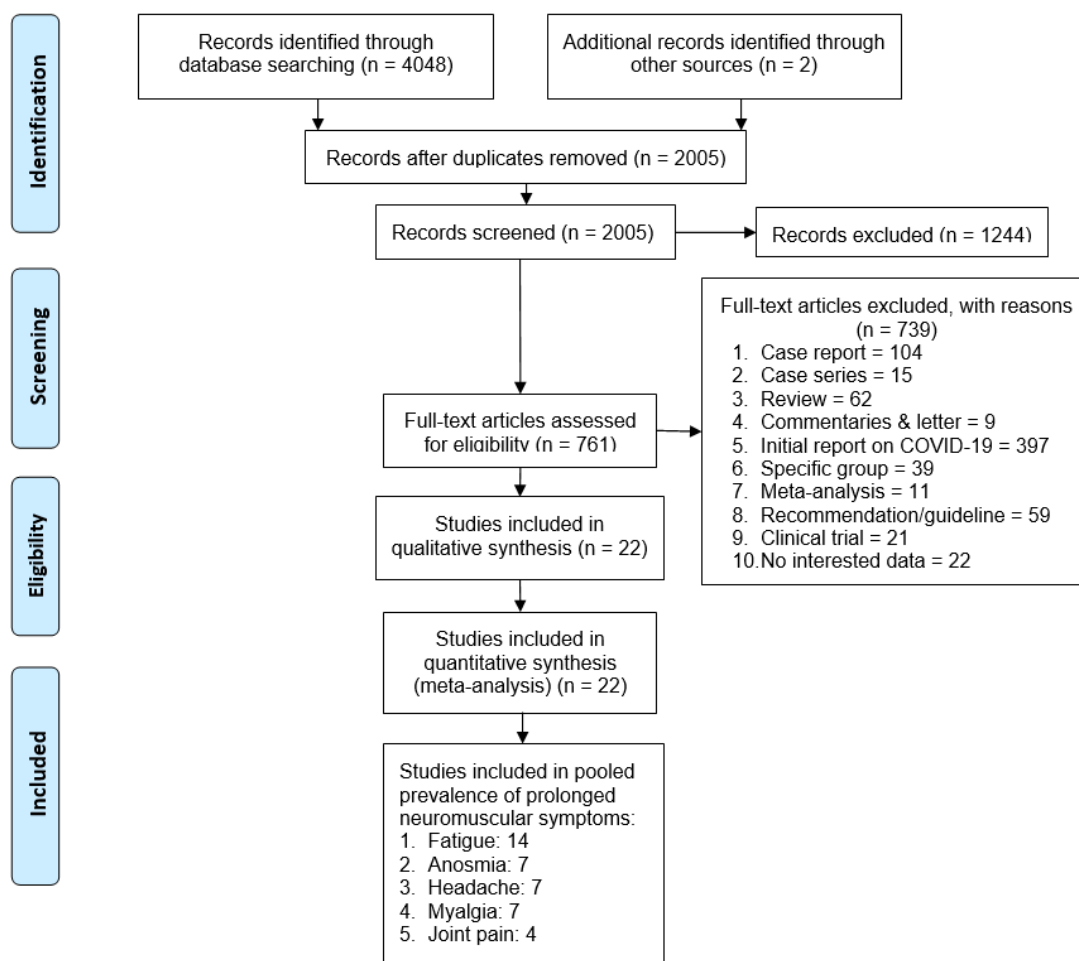 Identification
Records identified through
database searching (n = 4048)
Additional records identified through
other sources (n = 2)
Records after duplicates removed (n = 2005)
Records screened (n = 2005)
Records excluded (n = 1244)
Screening
Full-text articles assessed
for eligibility (n = 761)
Full-text articles excluded, with reasons
(n = 739)
1. Case report = 104
2. Case series = 15
3. Review = 62
4. Commentaries & letter = 9
5. Initial report on COVID-19 = 397
6. Specific group = 39
7. Meta-analysis = 11
8. Recommendation/guideline = 59
9. Clinical trial = 21
10.No interested data = 22
Eligibility
Studies included in
qualitative synthesis (n = 22)
Studies included in
quantitative synthesis
(meta-analysis) (n = 22)
Included
Studies included in pooled
prevalence of prolonged
neuromuscular symptoms:
1. Fatigue: 14
2. Anosmia: 7
3. Headache: 7
4. Myalgia: 7
5. Joint pain: 4